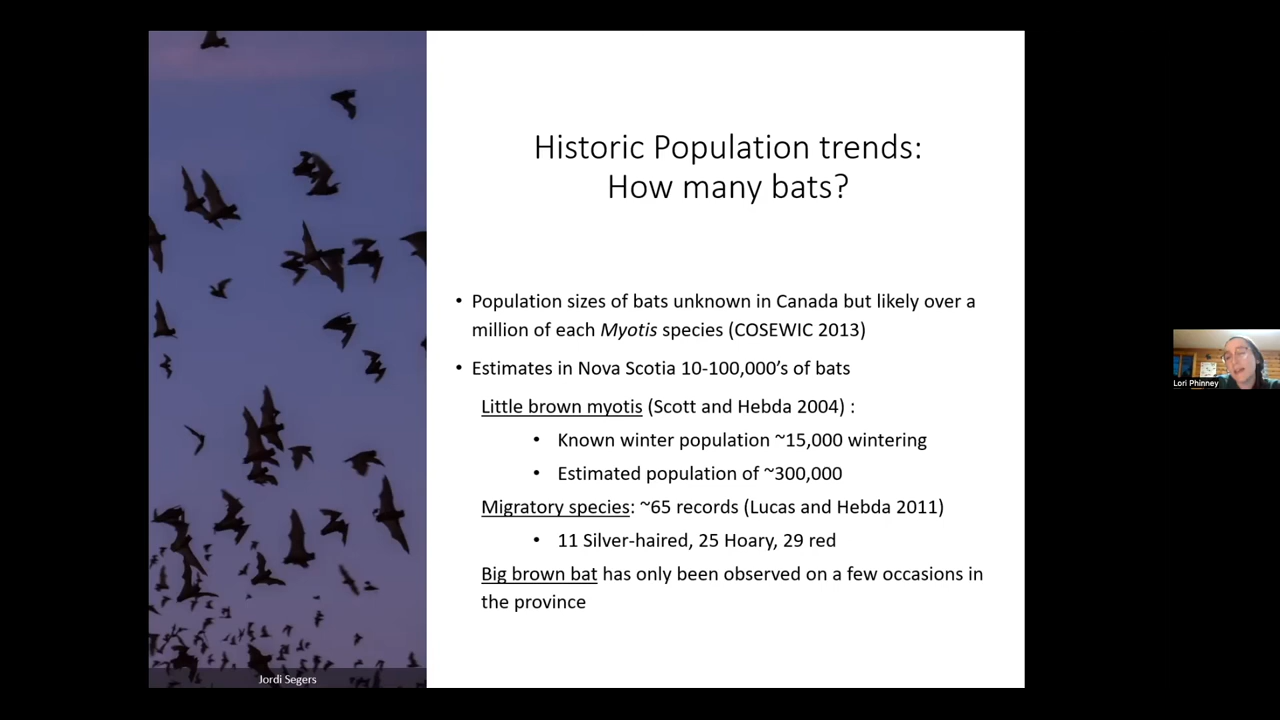 Historic Population trends:
How many bats?
• Population sizes of bats unknown in Canada but likely over a
million of each Myotis species (COSEWIC 2013)
• Estimates in Nova Scotia 10-100,000’s of bats
Little brown myotis (Scott and Hebda 2004) :
• Known winter population ~15,000 wintering
• Estimated population of ~300,000
Migratory species: ~65 records (Lucas and Hebda 2011)
• 11 Silver-haired, 25 Hoary, 29 red
Big brown bat has only been observed on a few occasions in
the province
Jordi Segers
Lori Phinney